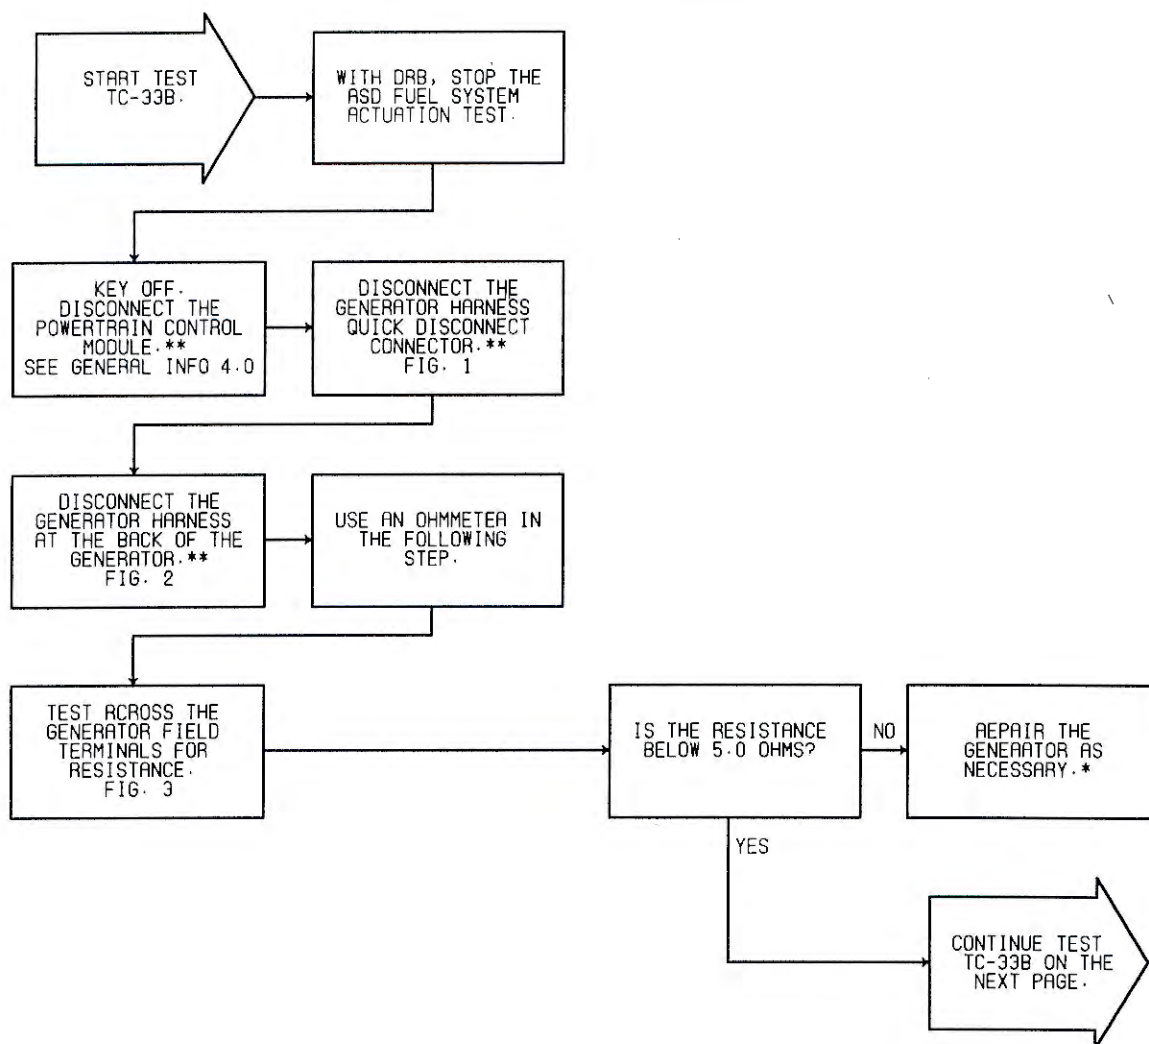 START TEST
TC-33B.
WITH DRB, STOP THE
ASD FUEL SYSTEM
ACTUATION TEST.
KEY OFF.
DISCONNECT THE
POWERTRAIN CONTROL
MODULE.**
SEE GENERAL INFO 4.0
DISCONNECT THE
GENERATOR HARNESS
QUICK DISCONNECT
CONNECTOR.**
FIG. 1
DISCONNECT THE
GENERATOR HARNESS
AT THE BACK OF THE
GENERATOR.**
FIG. 2
USE AN OHMMETER IN
THE FOLLOWING
STEP.
TEST ACROSS THE
GENERATOR FIELD
TERMINALS FOR
RESISTANCE.
FIG. 3
IS THE RESISTANCE
BELOW 5.0 OHMS?
NO
REPAIR THE
GENERATOR AS
NECESSARY.*
YES
CONTINUE TEST
TC-33B ON THE
NEXT PAGE.